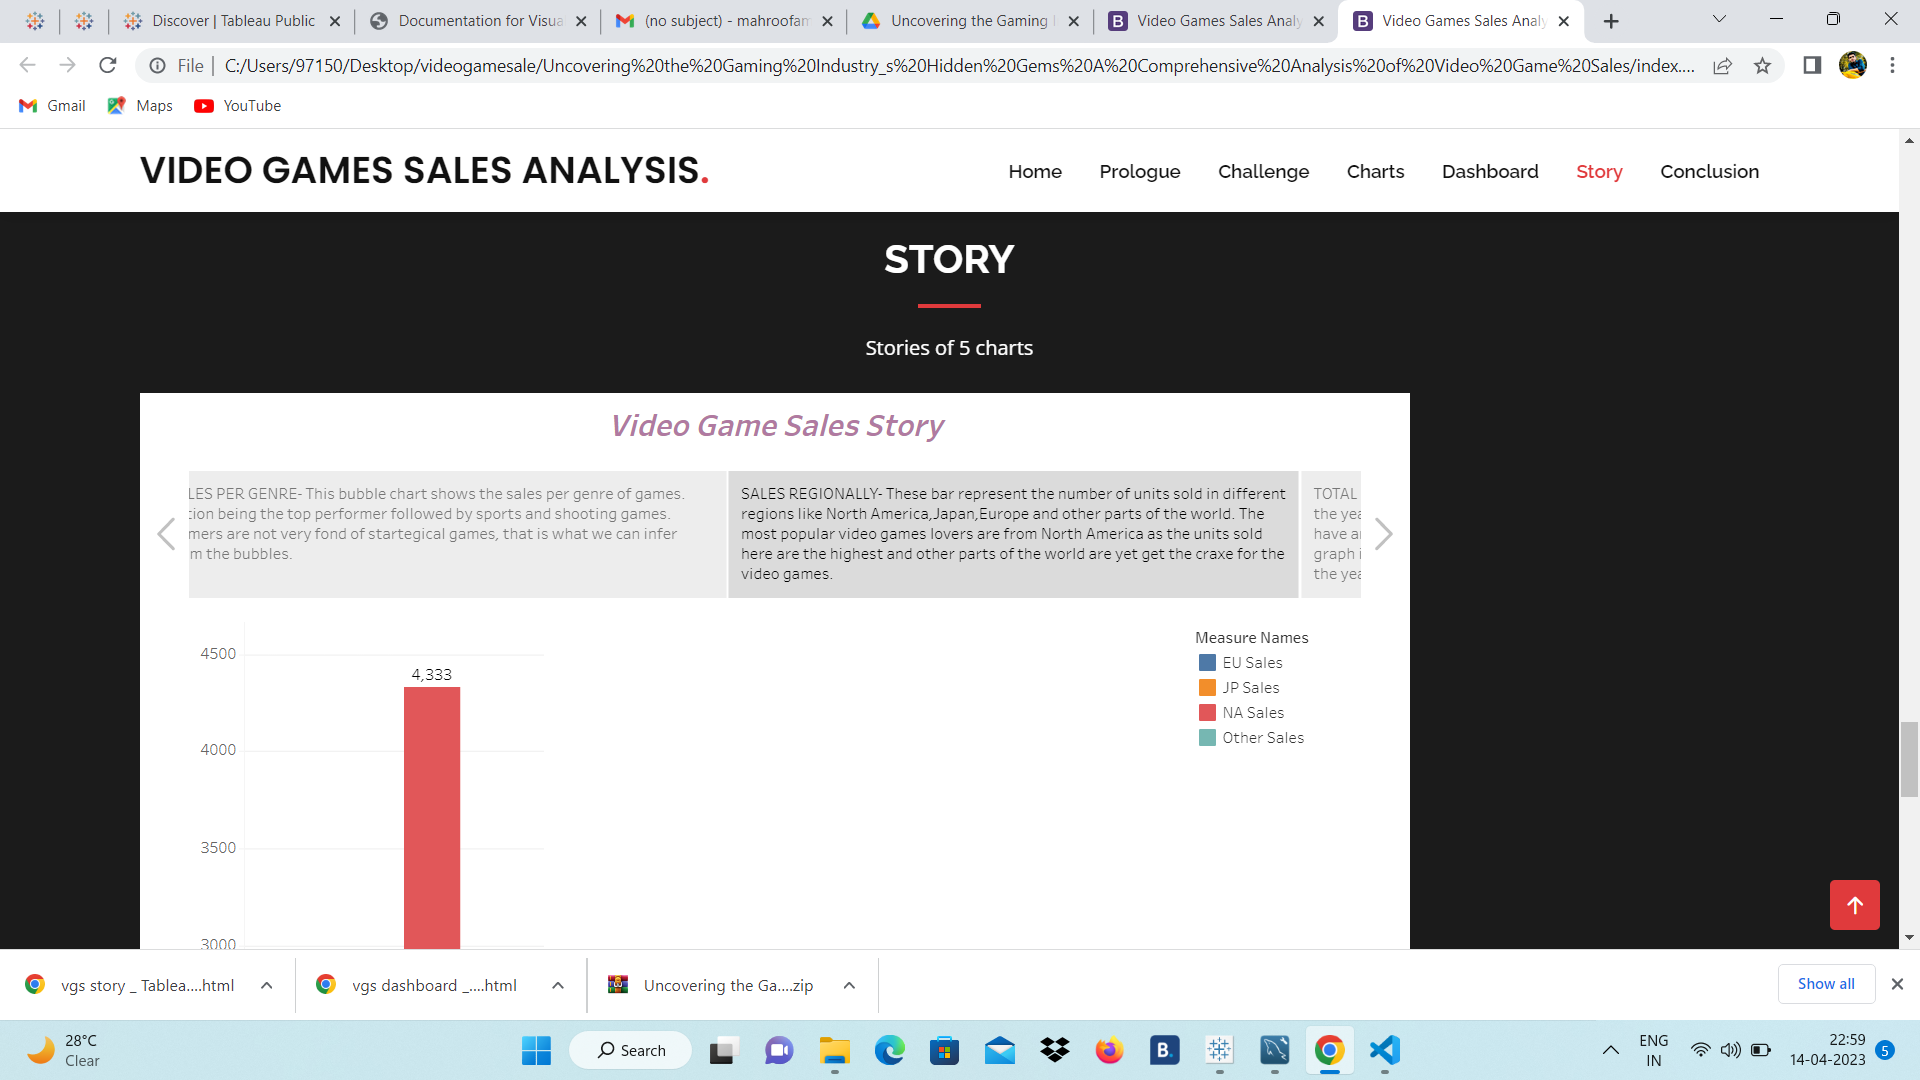 Discover | Tableau Public
Documentation for Visua
(no subject) - mahroofam
Uncovering the Gaming
Video Games Sales Analy
Video Games Sales Analy
File | C:/Users/97150/Desktop/videogamesale/Uncovering%20the%20Gaming%20Industry_s%20Hidden%20Gems%20A%20Comprehensive%20Analysis%20of%20Video%20Game%20Sales/index....
Gmail
Maps
YouTube
VIDEO GAMES SALES ANALYSIS.
Home
Prologue
Challenge
Charts
Dashboard
Story
Conclusion
STORY
Stories of 5 charts
Video Game Sales Story
LES PER GENRE- This bubble chart shows the sales per genre of games.
tion being the top performer followed by sports and shooting games.
mers are not very fond of startegical games, that is what we can infer
m the bubbles.
SALES REGIONALLY- These bar represent the number of units sold in different
regions like North America,Japan,Europe and other parts of the world. The
most popular video games lovers are from North America as the units sold
here are the highest and other parts of the world are yet get the craxe for the
video games.
TOTAL
the yea
have a
graph i
the yea
4500
4,333
4000
3500
3000
Measure Names
EU Sales
JP Sales
NA Sales
Other Sales
vgs story _ Tablea....html
vgs dashboard _....html
Uncovering the Ga....zip
Show all
28°C
Clear
Search
B.
ENG
IN
22:59
14-04-2023
5